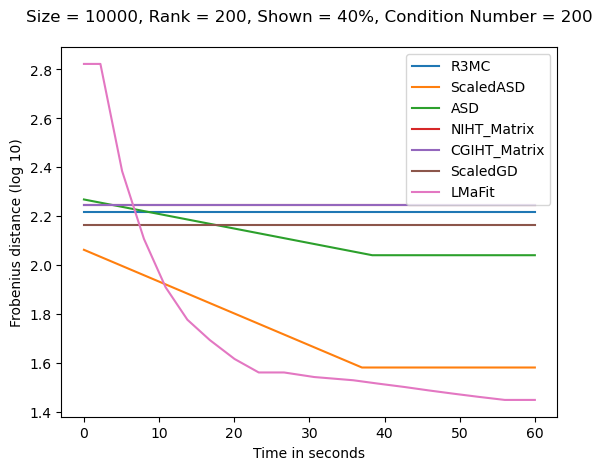 Size = 10000, Rank = 200, Shown = 40%, Condition Number = 200
R3MC
ScaledASD
ASD
NIHT_Matrix
CGIHT_Matrix
ScaledGD
LMaFit
2.8
2.6
2.4
2.2
2.0
1.8
1.6
1.4
Frobenius distance (log 10)
0 10 20 30 40 50 60
Time in seconds